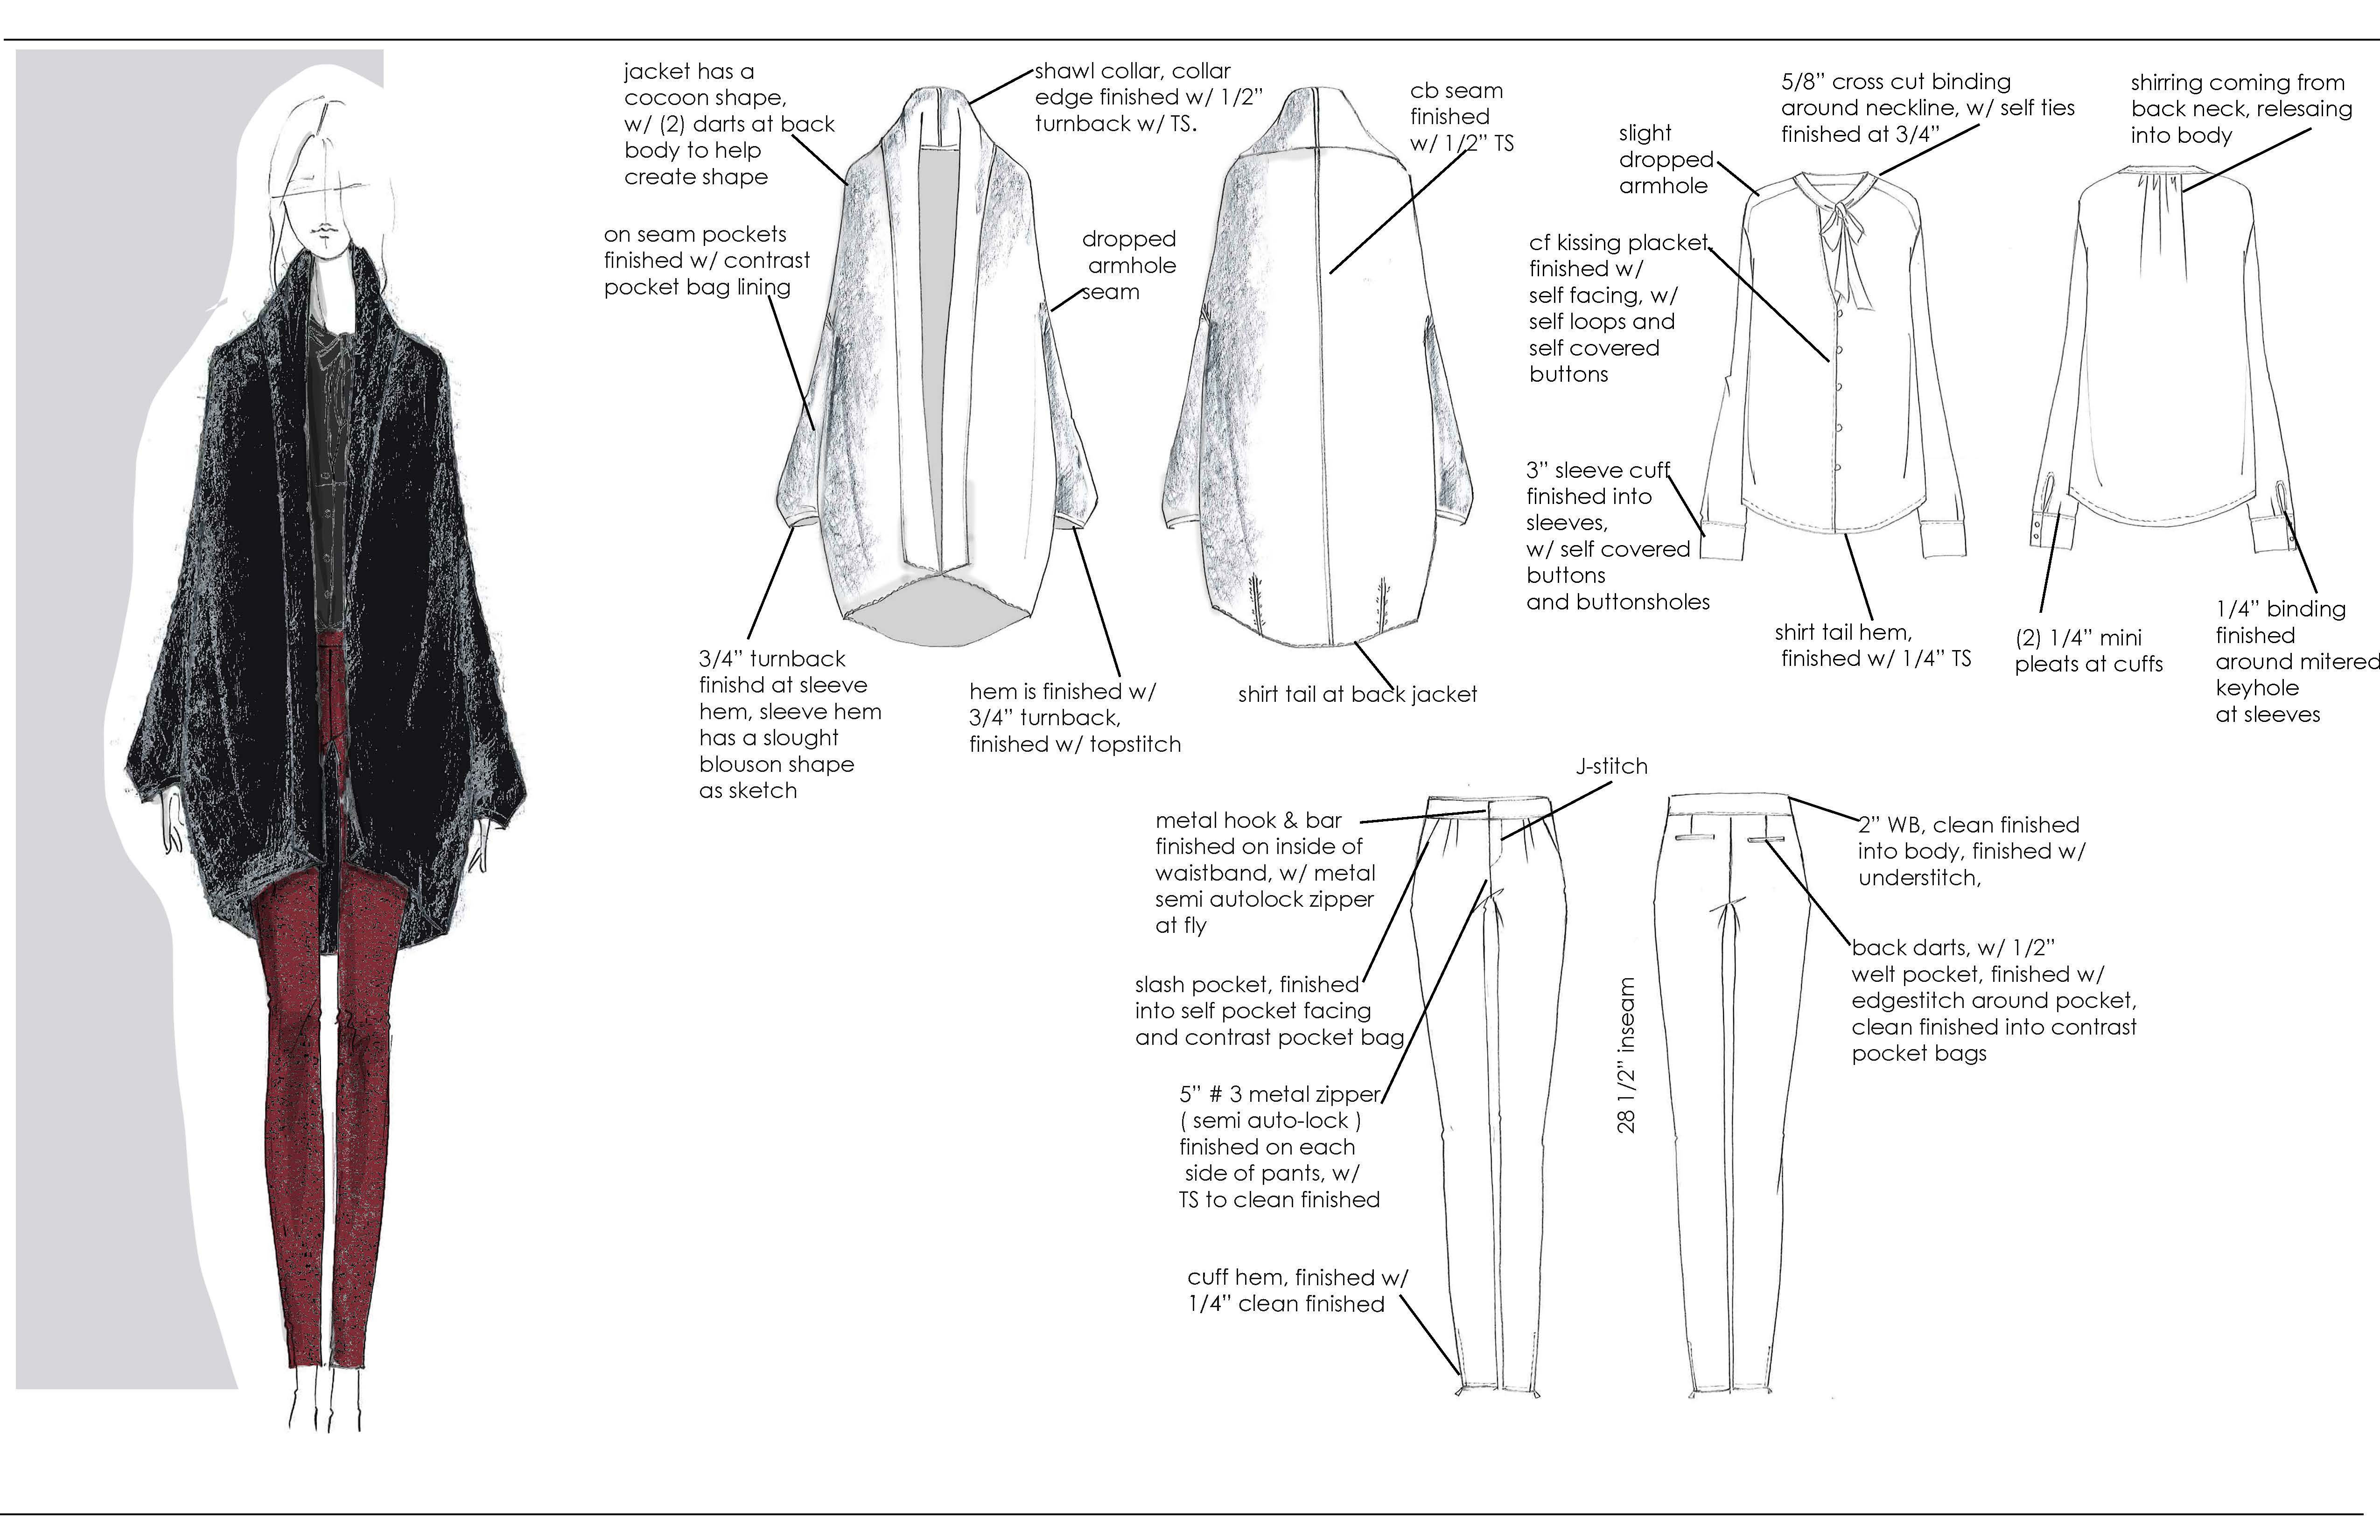 jacket has a
cocoon shape,
w/ (2) darts at back
body to help
create shape
on seam pockets
finished w/ contrast
pocket bag lining
shawl collar, collar
edge finished w/ 1/2”
turnback w/ TS.
dropped
armhole
seam
cb seam
finished
w/ 1/2” TS
3/4” turnback
finishd at sleeve
hem, sleeve hem
has a slought
blouson shape
as sketch
hem is finished w/
3/4” turnback,
finished w/ topstitch
shirt tail at back jacket
slight
dropped
armhole
5/8” cross cut binding
around neckline, w/ self ties
finished at 3/4”
shirring coming from
back neck, relesaing
into body
cf kissing placket,
finished w/
self facing, w/
self loops and
self covered
buttons
3” sleeve cuff
finished into
sleeves,
w/ self covered
buttons
and buttonsholes
shirt tail hem,
finished w/ 1/4” TS
(2) 1/4” mini
pleats at cuffs
1/4” binding
finished
around mitered
keyhole
at sleeves
J-stitch
metal hook & bar
finished on inside of
waistband, w/ metal
semi autolock zipper
at fly
slash pocket, finished
into self pocket facing
and contrast pocket bag
5” # 3 metal zipper
( semi auto-lock )
finished on each
side of pants, w/
TS to clean finished
cuff hem, finished w/
1/4” clean finished
28 1/2” inseam
2” WB, clean finished
into body, finished w/
understitch,
back darts, w/ 1/2”
welt pocket, finished w/
edgestitch around pocket,
clean finished into contrast
pocket bags